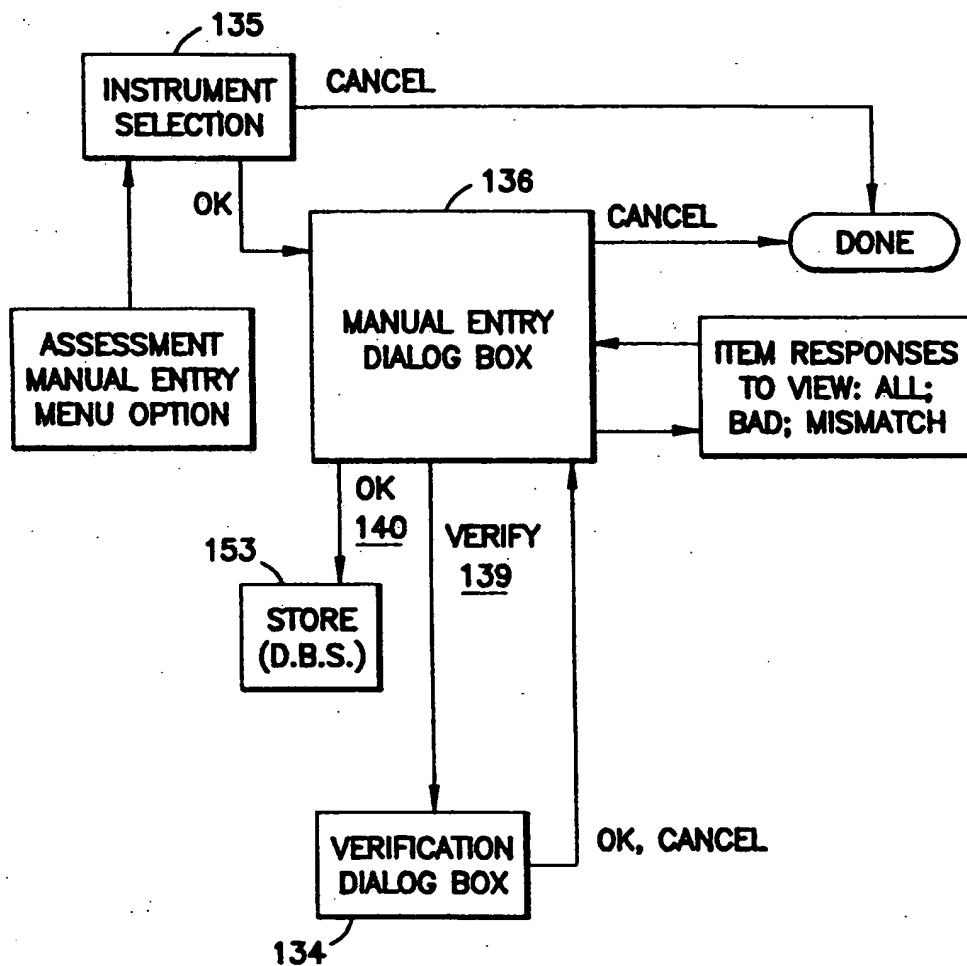 135
INSTRUMENT
SELECTION
CANCEL
OK
136
CANCEL
DONE
MANUAL ENTRY
DIALOG BOX
ASSESSMENT
MANUAL ENTRY
MENU OPTION
ITEM RESPONSES
TO VIEW: ALL;
BAD; MISMATCH
OK
140
VERIFY
139
153
STORE
(D.B.S.)
VERIFICATION
DIALOG BOX
OK, CANCEL
134